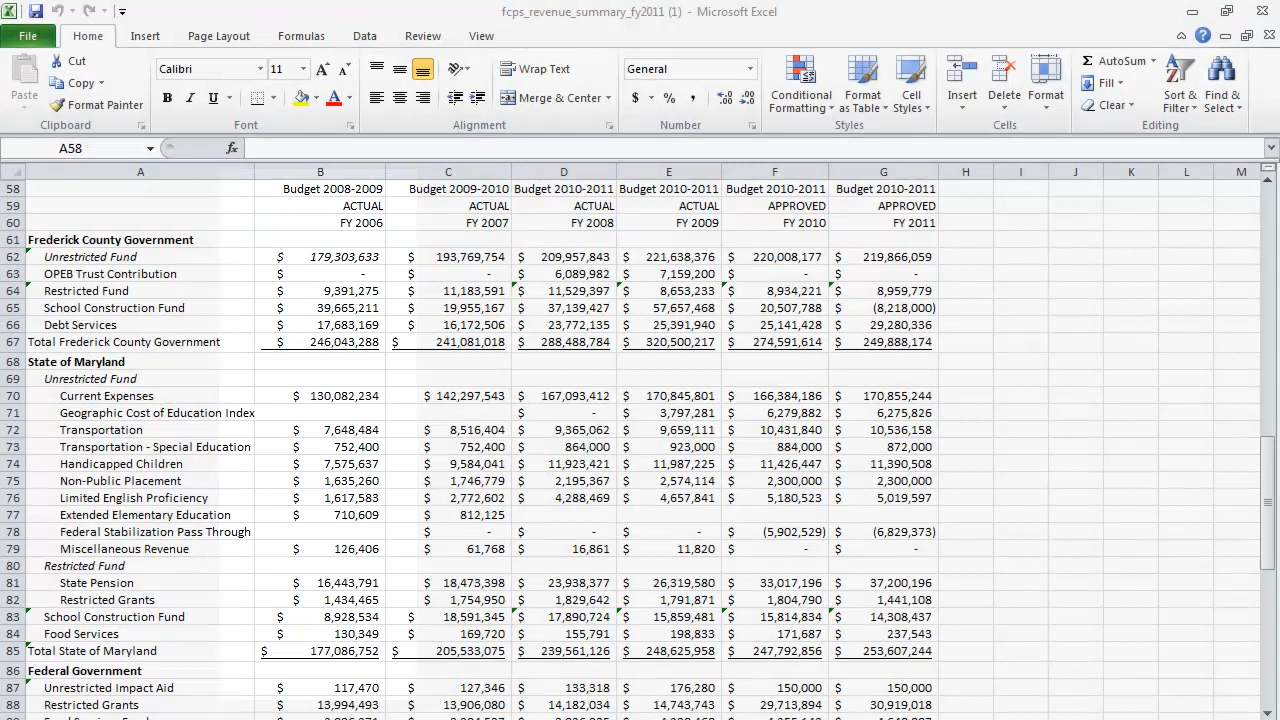 fcps_revenue_summary_fy2011 (1) - Microsoft Excel
File Home Insert Page Layout Formulas Data Review View
Paste Cut Copy Format Painter Clipboard
Calibri 11 B I U Font
Wrap Text Merge & Center Alignment
General $ % , Number
Conditional Formatting Format as Table Cell Styles Styles
Insert Delete Format Cells
AutoSum Fill Clear Sort & Filter Find & Select Editing
A58 fx
A B C D E F G H I J K L M
58 Budget 2008-2009 Budget 2009-2010 Budget 2010-2011 Budget 2010-2011 Budget 2010-2011 Budget 2010-2011
59 ACTUAL ACTUAL ACTUAL ACTUAL APPROVED APPROVED
60 FY 2006 FY 2007 FY 2008 FY 2009 FY 2010 FY 2011
61 Frederick County Government
62 Unrestricted Fund $ 179,303,633 $ 193,769,754 $ 209,957,843 $ 221,638,376 $ 220,008,177 $ 219,866,059
63 OPEB Trust Contribution $ - $ - $ 6,089,982 $ 7,159,200 $ - $ -
64 Restricted Fund $ 9,391,275 $ 11,183,591 $ 11,529,397 $ 8,653,233 $ 8,934,221 $ 8,959,779
65 School Construction Fund $ 39,665,211 $ 19,955,167 $ 37,139,427 $ 57,657,468 $ 20,507,788 $ (8,218,000)
66 Debt Services $ 17,683,169 $ 16,172,506 $ 23,772,135 $ 25,391,940 $ 25,141,428 $ 29,280,336
67 Total Frederick County Government $ 246,043,288 $ 241,081,018 $ 288,488,784 $ 320,500,217 $ 274,591,614 $ 249,888,174
68 State of Maryland
69 Unrestricted Fund
70 Current Expenses $ 130,082,234 $ 142,297,543 $ 167,093,412 $ 170,845,801 $ 166,384,186 $ 170,855,244
71 Geographic Cost of Education Index $ - $ 3,797,281 $ 6,279,882 $ 6,275,826
72 Transportation $ 7,648,484 $ 8,516,404 $ 9,365,062 $ 9,659,111 $ 10,431,840 $ 10,536,158
73 Transportation - Special Education $ 752,400 $ 752,400 $ 864,000 $ 923,000 $ 884,000 $ 872,000
74 Handicapped Children $ 7,575,637 $ 9,584,041 $ 11,923,421 $ 11,987,225 $ 11,426,447 $ 11,390,508
75 Non-Public Placement $ 1,635,260 $ 1,746,779 $ 2,195,367 $ 2,574,114 $ 2,300,000 $ 2,300,000
76 Limited English Proficiency $ 1,617,583 $ 2,772,602 $ 4,288,469 $ 4,657,841 $ 5,180,523 $ 5,019,597
77 Extended Elementary Education $ 710,609 $ 812,125
78 Federal Stabilization Pass Through $ - $ - $ - $ (5,902,529) $ (6,829,373)
79 Miscellaneous Revenue $ 126,406 $ 61,768 $ 16,861 $ 11,820 $ - $ -
80 Restricted Fund
81 State Pension $ 16,443,791 $ 18,473,398 $ 23,938,377 $ 26,319,580 $ 33,017,196 $ 37,200,196
82 Restricted Grants $ 1,434,465 $ 1,754,950 $ 1,829,642 $ 1,791,871 $ 1,804,790 $ 1,441,108
83 School Construction Fund $ 8,928,534 $ 18,591,345 $ 17,890,724 $ 15,859,481 $ 15,814,834 $ 14,308,437
84 Food Services $ 130,349 $ 169,720 $ 155,791 $ 198,833 $ 171,687 $ 237,543
85 Total State of Maryland $ 177,086,752 $ 205,533,075 $ 239,561,126 $ 248,625,958 $ 247,792,856 $ 253,607,244
86 Federal Government
87 Unrestricted Impact Aid $ 117,470 $ 127,346 $ 133,318 $ 176,280 $ 150,000 $ 150,000
88 Restricted Grants $ 13,994,493 $ 13,906,080 $ 14,182,034 $ 14,743,743 $ 29,713,894 $ 30,919,018